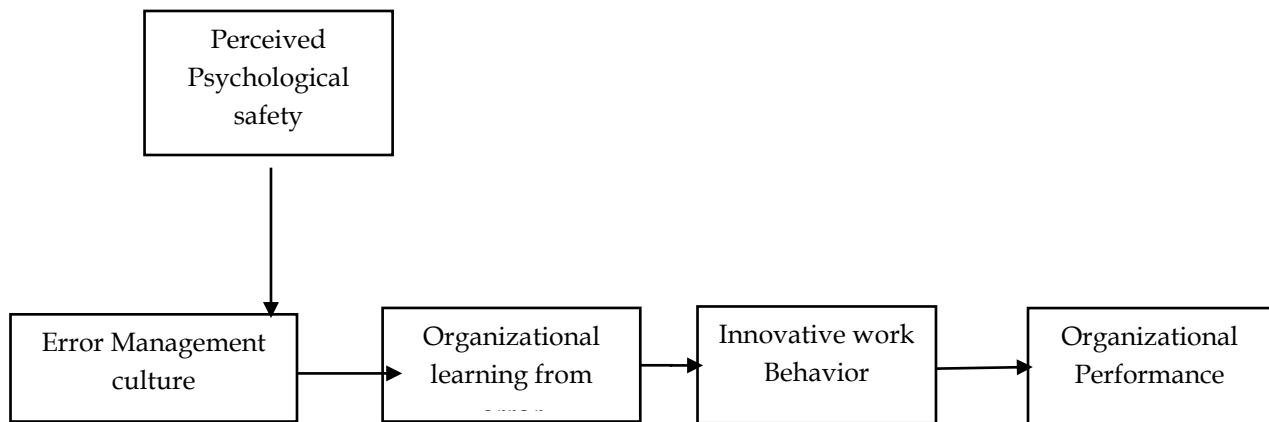 Perceived
Psychological
safety
Error Management
culture
Organizational
learning from
Innovative work
Behavior
Organizational
Performance